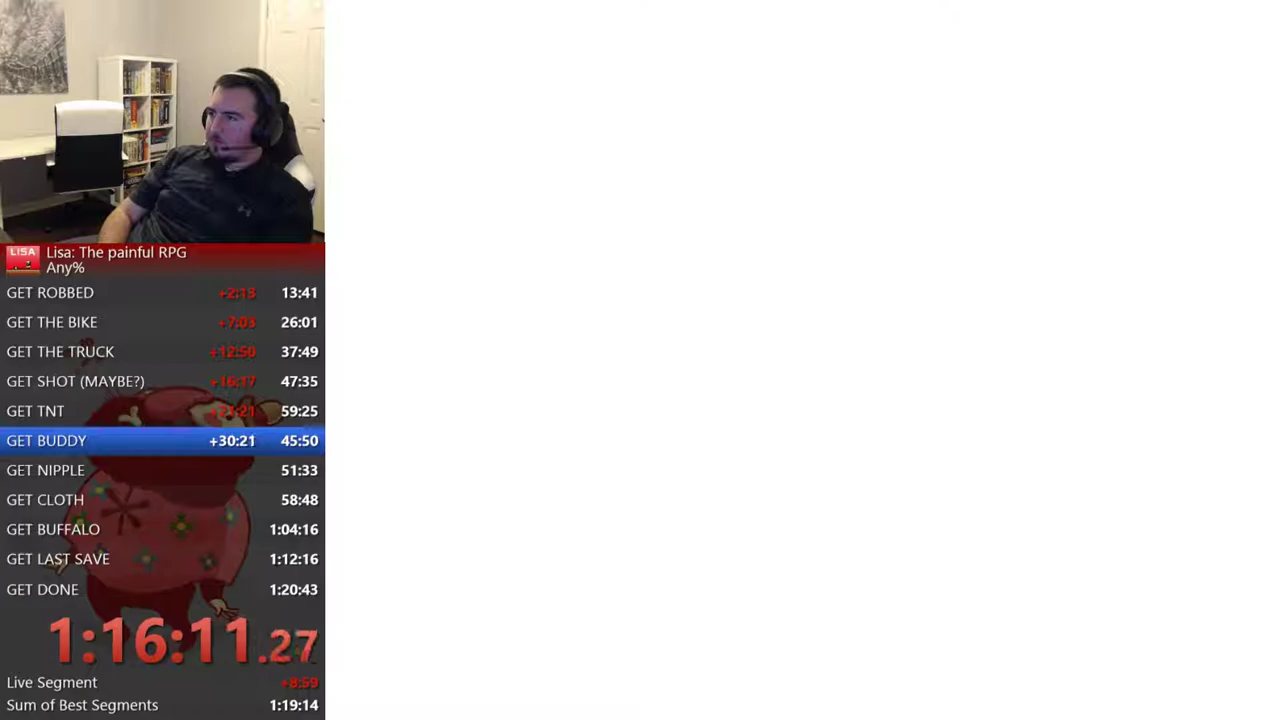 LISA
Lisa: The painful RPG
Any%
GET ROBBED +2:13 13:41
GET THE BIKE +7:03 26:01
GET THE TRUCK +12:50 37:49
GET SHOT (MAYBE?) +16:17 47:35
GET TNT +21:21 59:25
GET BUDDY +30:21 45:50
GET NIPPLE 51:33
GET CLOTH 58:48
GET BUFFALO 1:04:16
GET LAST SAVE 1:12:16
GET DONE 1:20:43
1:16:11.27
Live Segment +8:59
Sum of Best Segments 1:19:14